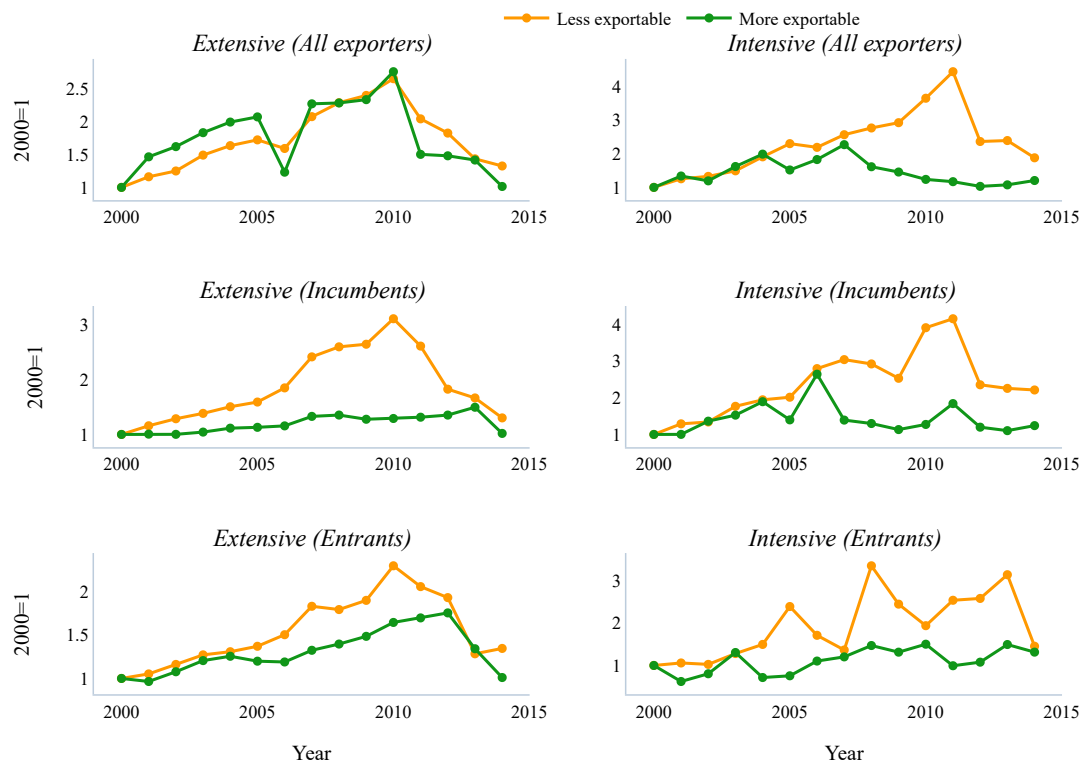 Less exportable More exportable
Extensive (All exporters) Intensive (All exporters)
2000=1
2.5
2
1.5
1
2000 2005 2010 2015
4
3
2
1
2000 2005 2010 2015
Extensive (Incumbents) Intensive (Incumbents)
2000=1
3
2
1
2000 2005 2010 2015
4
3
2
1
2000 2005 2010 2015
Extensive (Entrants) Intensive (Entrants)
2000=1
2
1.5
1
2000 2005 2010 2015
3
2
1
2000 2005 2010 2015
Year Year